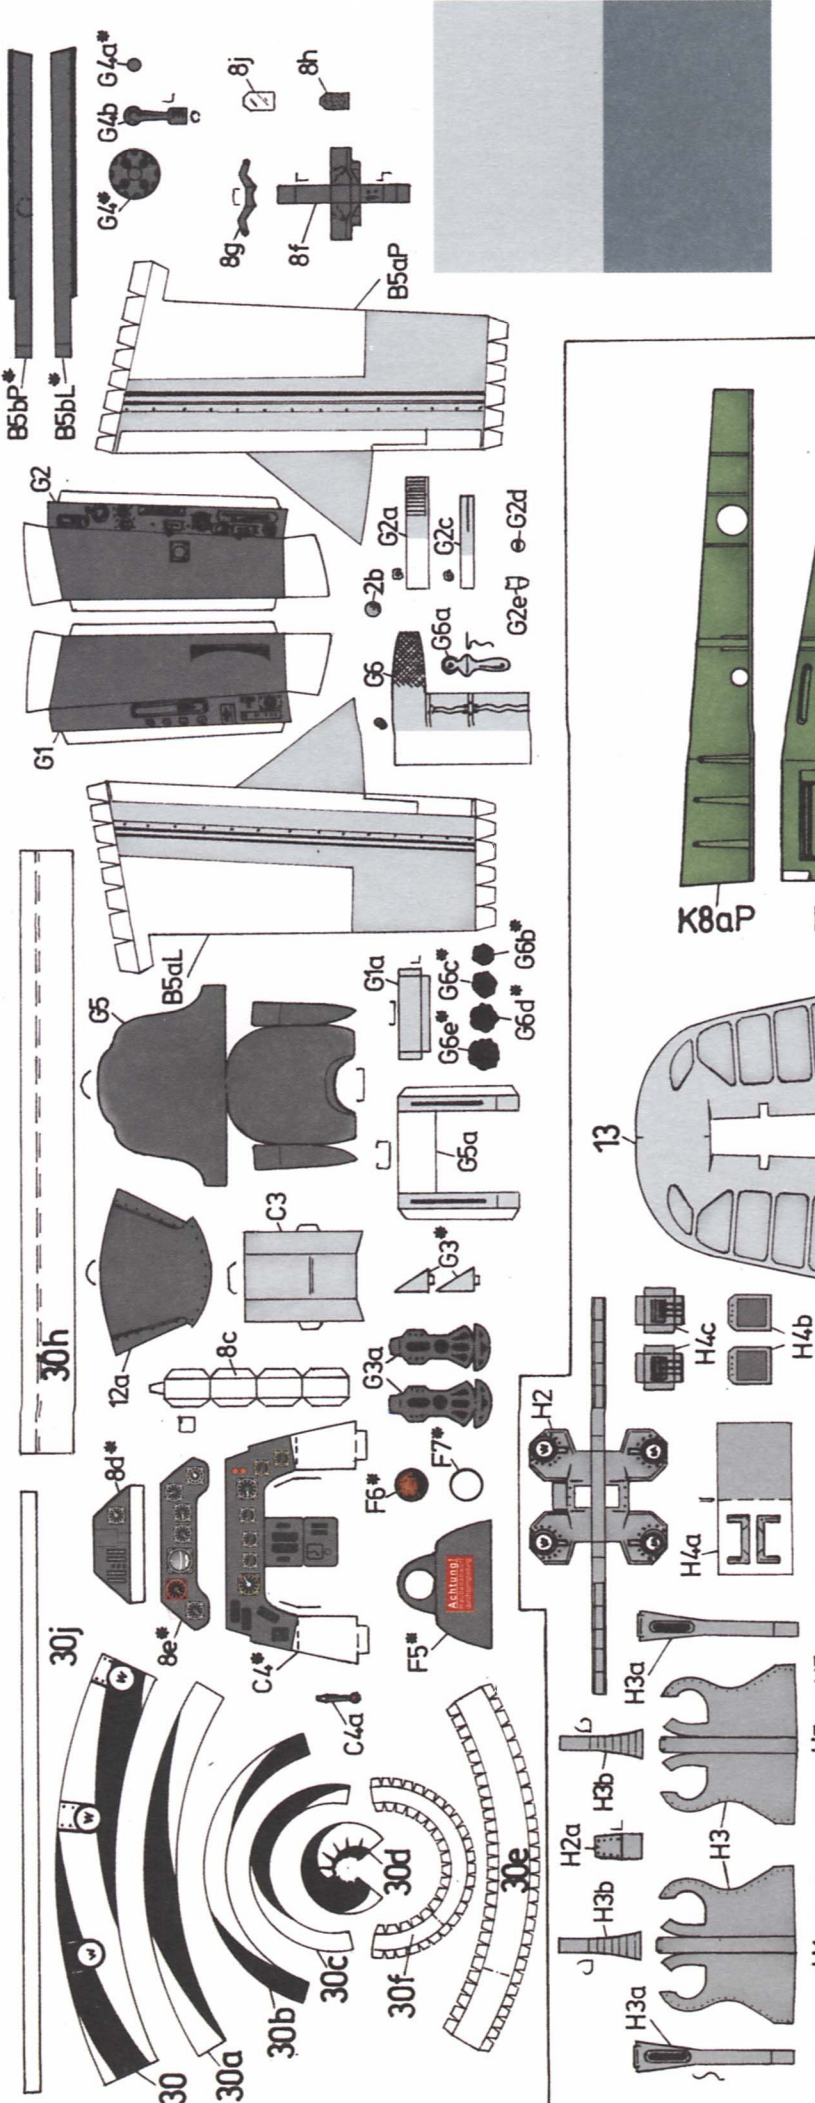 B5bP*
B5bL*
G4a*
G4b
G4*
8j
8h
8g
8f
B5aP
G2
G2a
G2c
G2d
G2e
2b
G6
G6a
G1
B5aL
K8aP
30h
G5
G1a
G6b*
G6c*
G6d*
G6e*
G5a
13
C3
12a
G3*
8c
G3a
H4c
H4b
H2
8d*
8e*
C4*
F6*
F7*
F5*
Achtung!
H4a
30j
C4a
H3a
H3b
H2a
H3
H3b
H3a
30
30a
30b
30c
30d
30e
30f
W
W
W
W
W
W
W